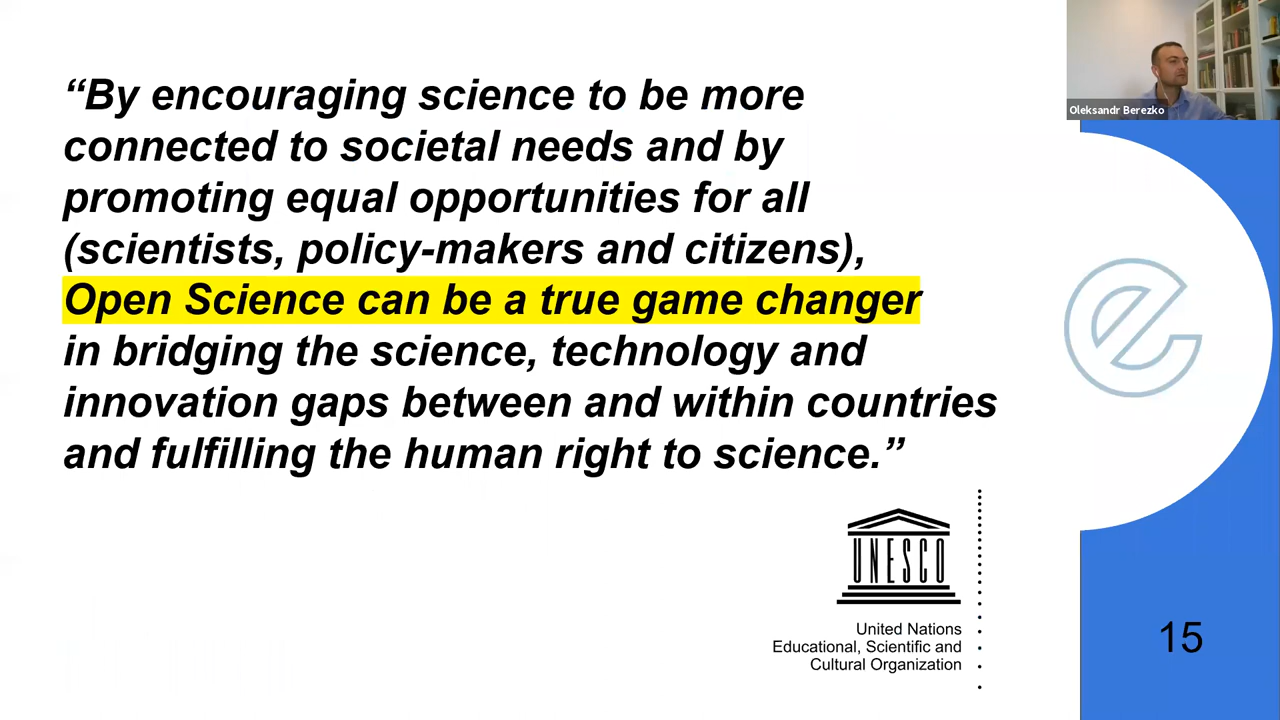 “By encouraging science to be more
connected to societal needs and by
promoting equal opportunities for all
(scientists, policy-makers and citizens),
Open Science can be a true game changer
in bridging the science, technology and
innovation gaps between and within countries
and fulfilling the human right to science.”
Oleksandr Berezko
UNESCO
United Nations
Educational, Scientific and
Cultural Organization
15